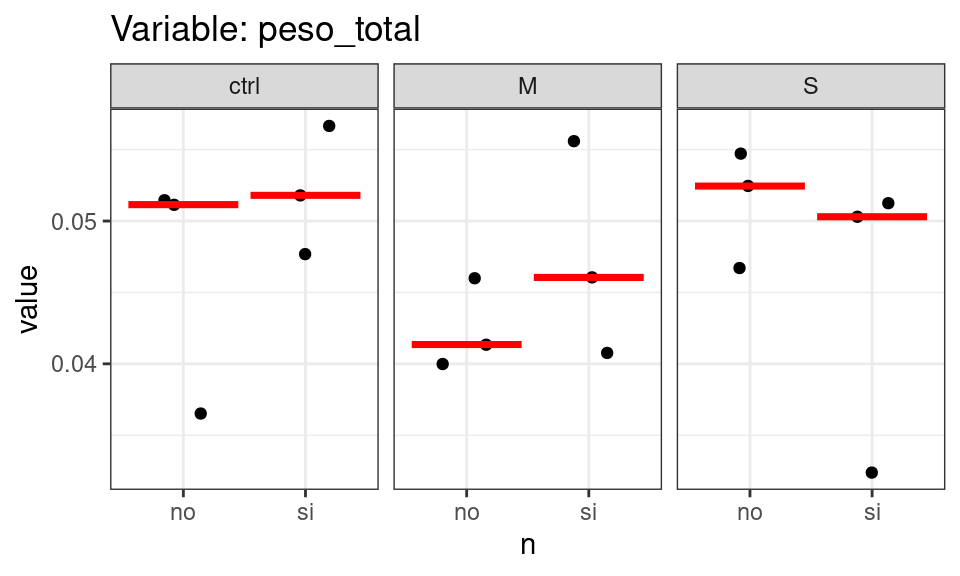 Variable: peso_total
ctrl M S
value
0.05
0.04
no si no si no si
n